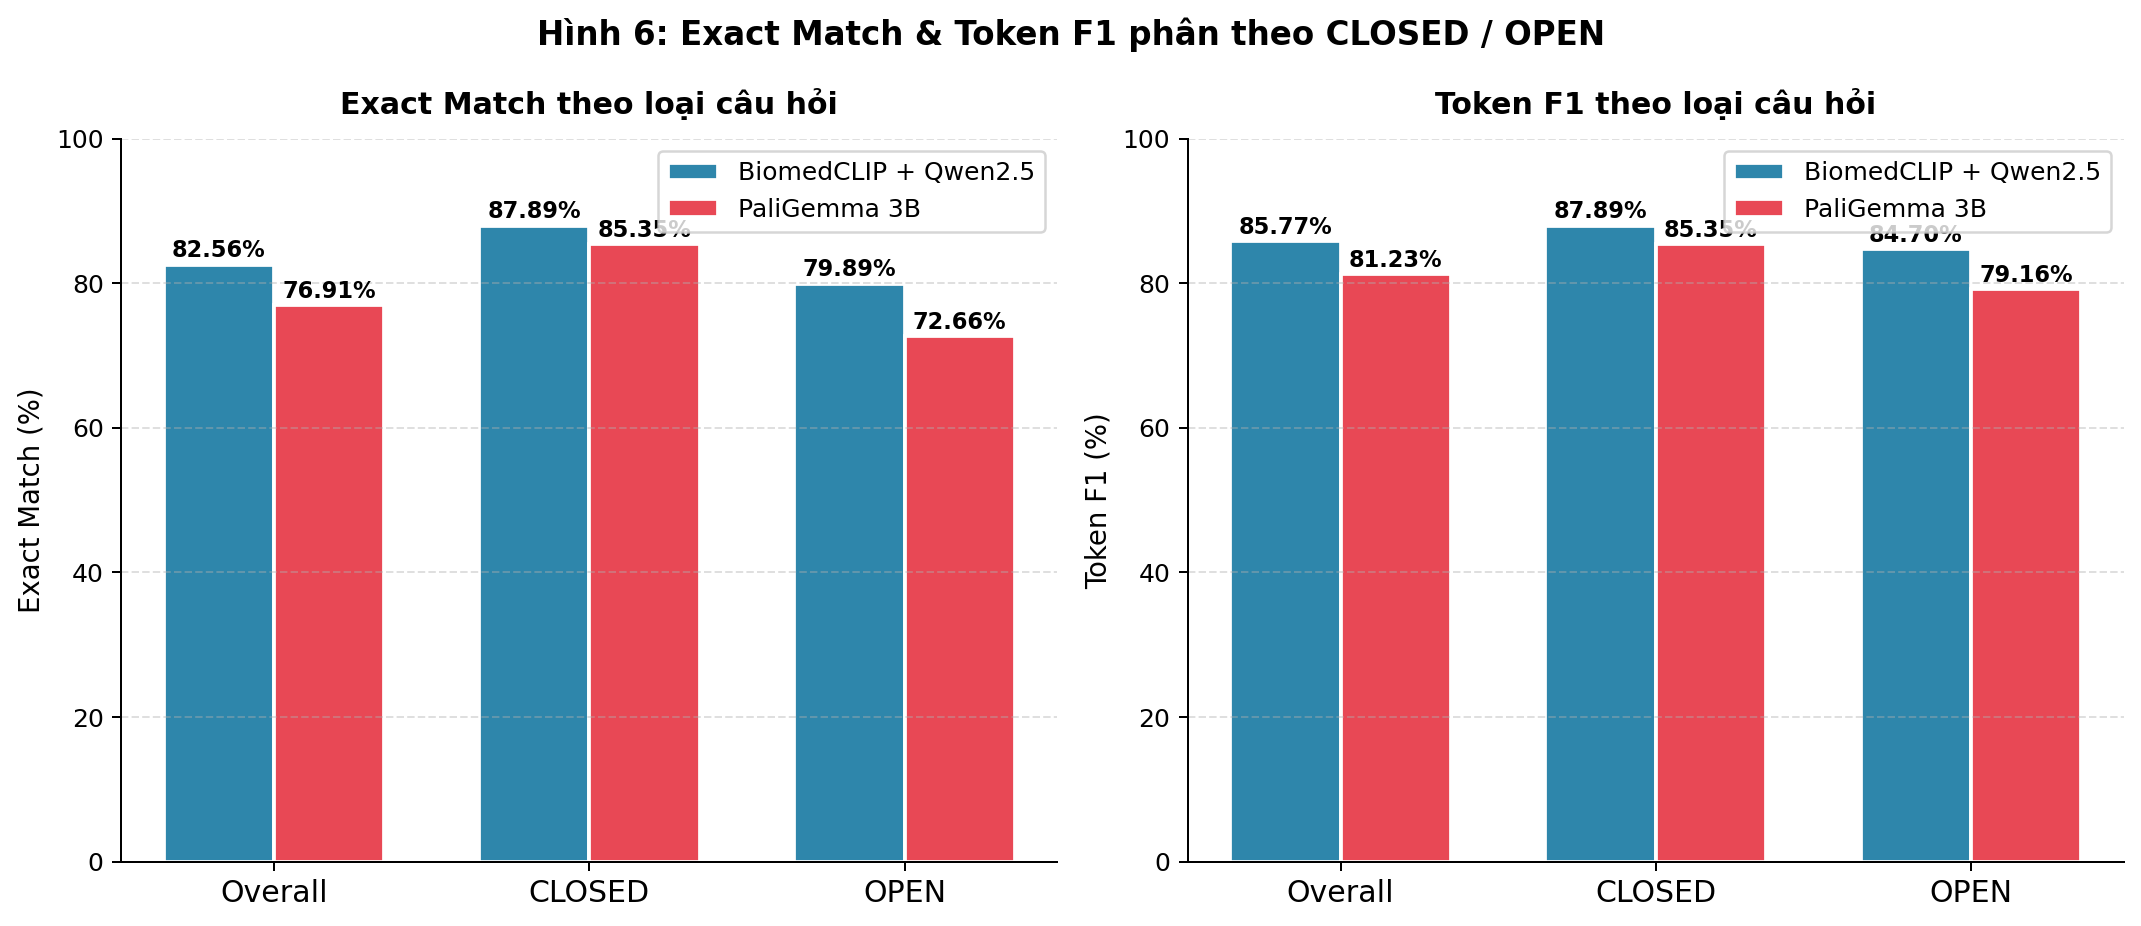 Hình 6: Exact Match & Token F1 phân theo CLOSED / OPEN
Exact Match theo loại câu hỏi
Exact Match (%)
100
80
60
40
20
0
BiomedCLIP + Qwen2.5
PaliGemma 3B
82.56%
76.91%
87.89%
85.35%
79.89%
72.66%
Overall
CLOSED
OPEN
Token F1 theo loại câu hỏi
Token F1 (%)
100
80
60
40
20
0
BiomedCLIP + Qwen2.5
PaliGemma 3B
85.77%
81.23%
87.89%
85.35%
84.70%
79.16%
Overall
CLOSED
OPEN